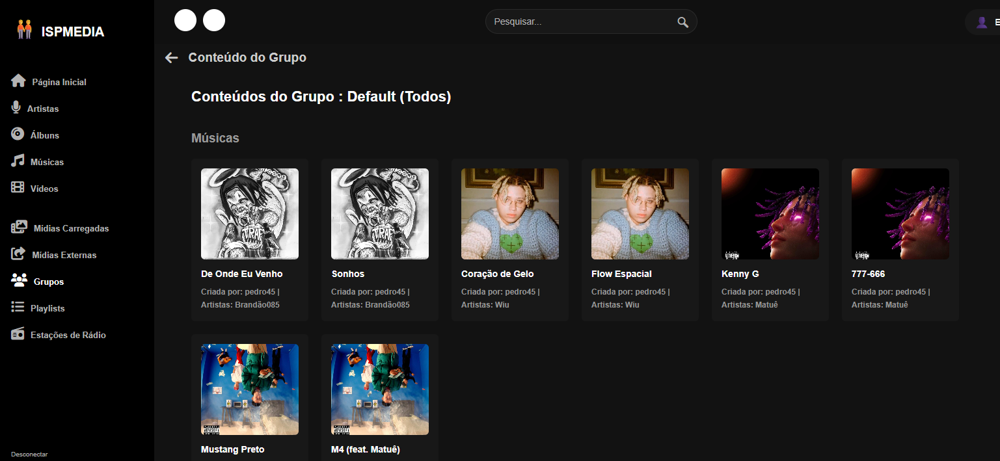 ISPMEDIA
Pesquisar...
E
Conteúdo do Grupo
Página Inicial
Artistas
Álbuns
Músicas
Vídeos
Mídias Carregadas
Mídias Externas
Grupos
Playlists
Estações de Rádio
Desconectar
Conteúdos do Grupo : Default (Todos)
Músicas
De Onde Eu Venho
Criada por: pedro45 |
Artistas: Brandão085
Sonhos
Criada por: pedro45 |
Artistas: Brandão085
Coração de Gelo
Criada por: pedro45 |
Artistas: Wiu
Flow Espacial
Criada por: pedro45 |
Artistas: Wiu
Kenny G
Criada por: pedro45 |
Artistas: Matuê
777-666
Criada por: pedro45 |
Artistas: Matuê
Mustang Preto
M4 (feat. Matuê)